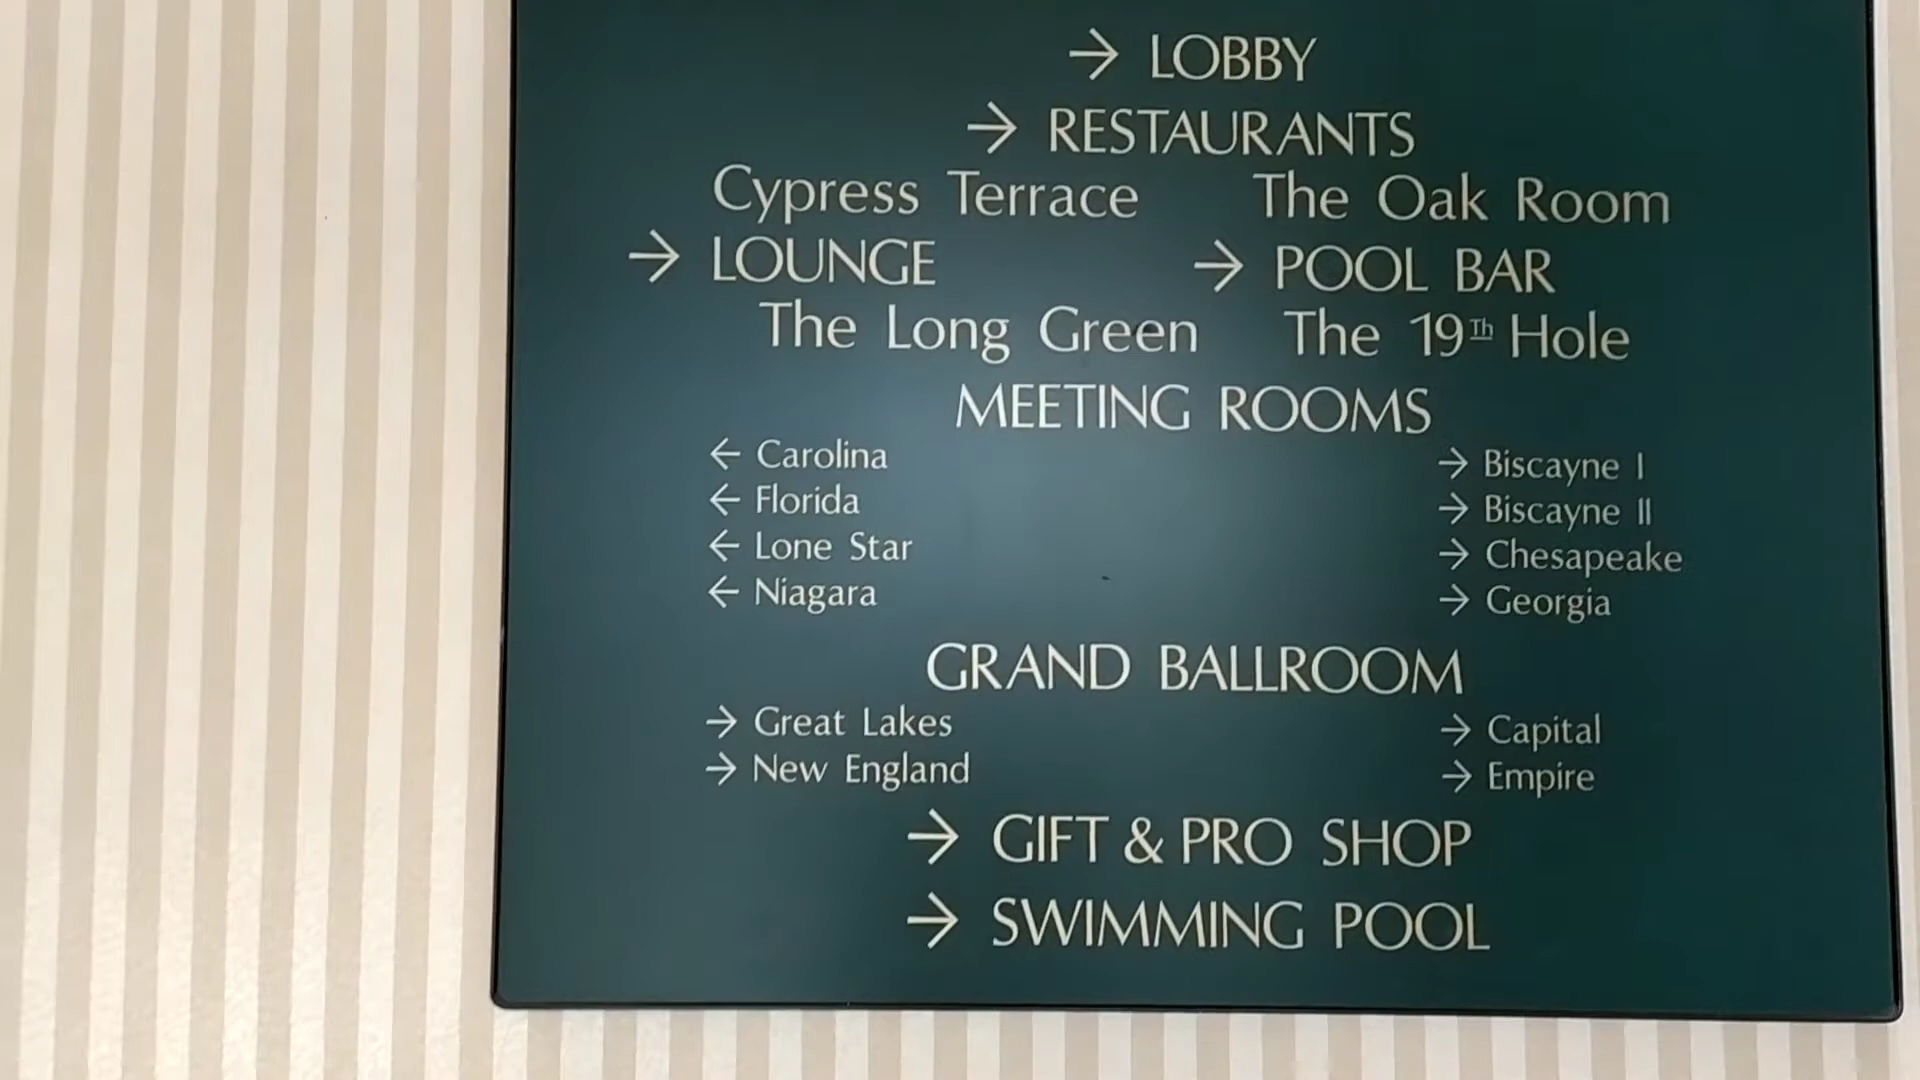 → LOBBY
→ RESTAURANTS
Cypress Terrace The Oak Room
→ LOUNGE → POOL BAR
The Long Green The 19Th Hole
MEETING ROOMS
← Carolina → Biscayne I
← Florida → Biscayne II
← Lone Star → Chesapeake
← Niagara → Georgia
GRAND BALLROOM
→ Great Lakes → Capital
→ New England → Empire
→ GIFT & PRO SHOP
→ SWIMMING POOL